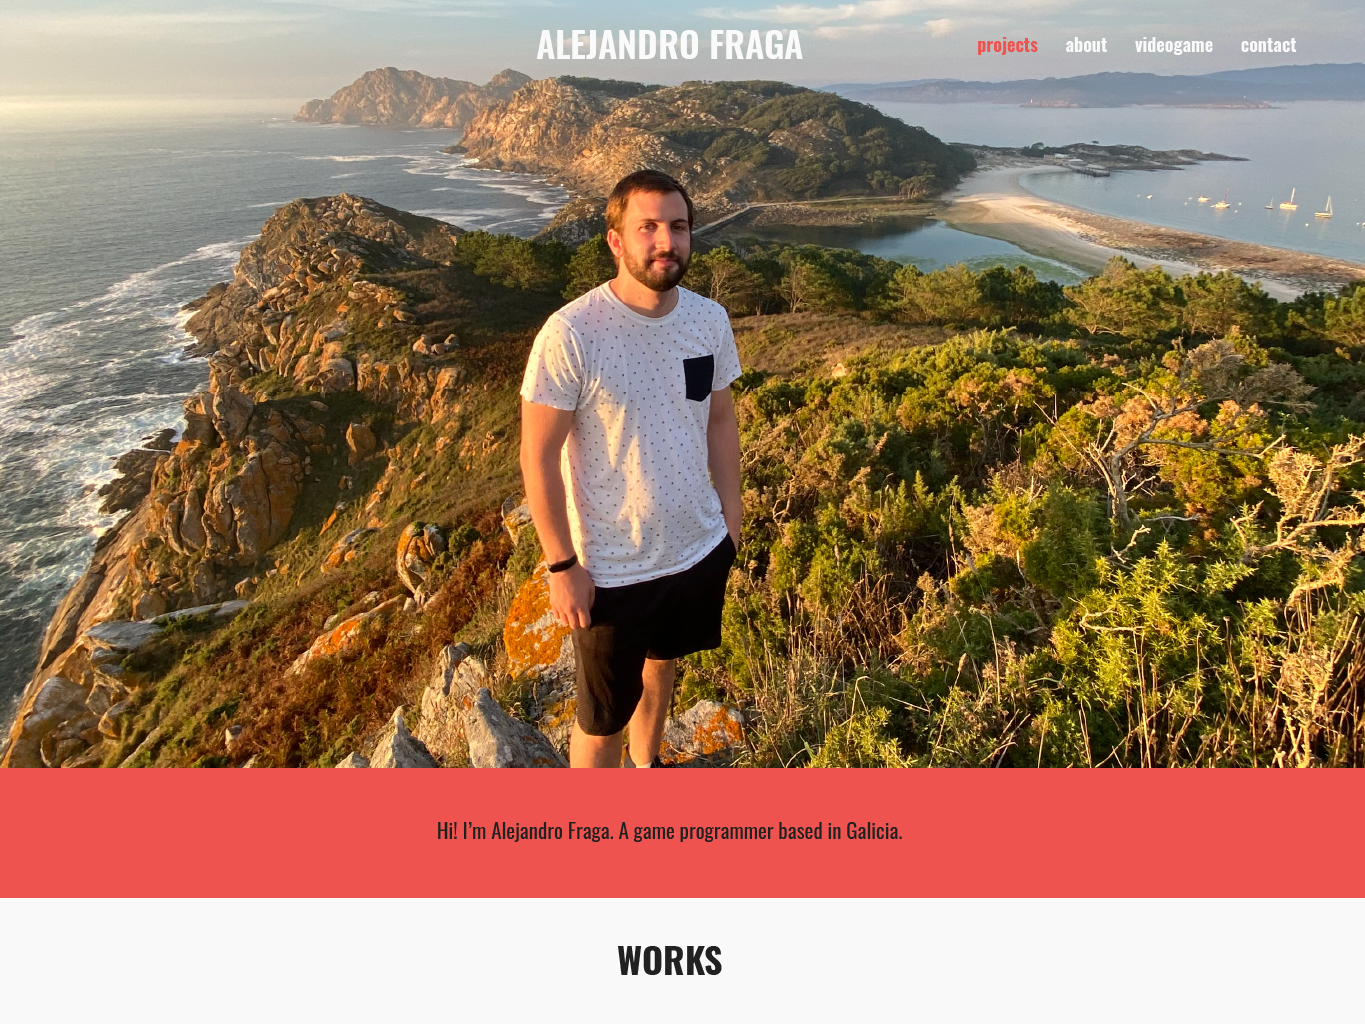 ALEJANDRO FRAGA
projects about videogame contact
Hi! I'm Alejandro Fraga. A game programmer based in Galicia.
WORKS